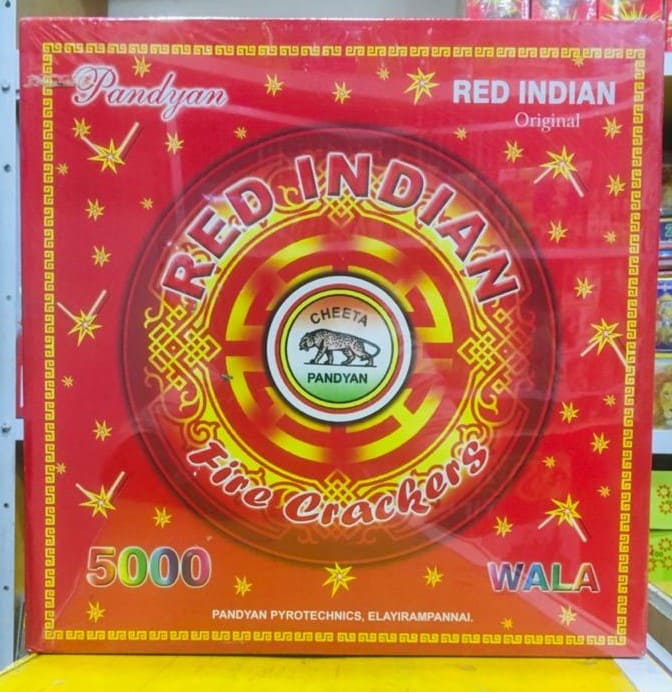 Pandyan
RED INDIAN
Original
RED INDIAN
CHEETA
PANDYAN
Fire Crackers
5000
WALA
PANDYAN PYROTECHNICS, ELAYIRAMPANNAI.